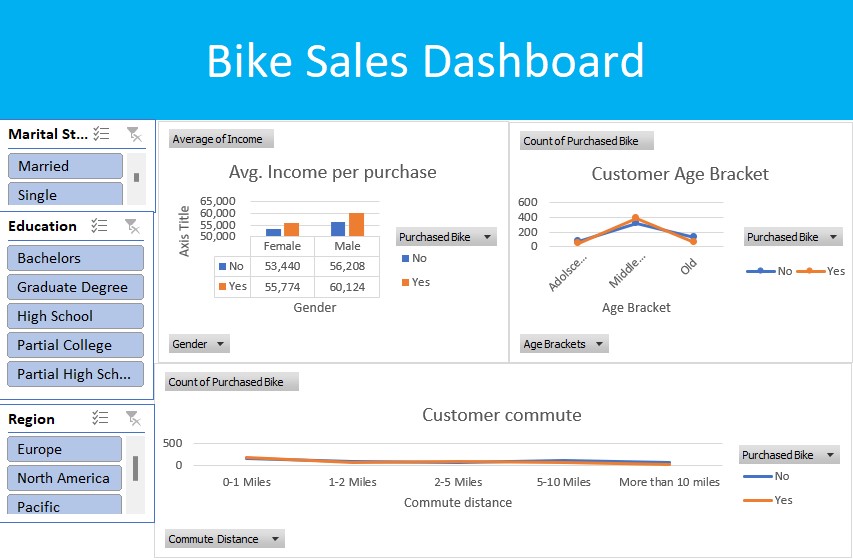 Bike Sales Dashboard
Marital St...
Married
Single
Education
Bachelors
Graduate Degree
High School
Partial College
Partial High Sch...
Region
Europe
North America
Pacific
Average of Income
Avg. Income per purchase
Axis Title
65,000
60,000
55,000
50,000
Female Male
No 53,440 56,208
Yes 55,774 60,124
Gender
Purchased Bike
No
Yes
Gender
Count of Purchased Bike
Customer Age Bracket
600
400
200
0
Adolsce...
Middle...
Old
Age Bracket
Purchased Bike
No Yes
Age Brackets
Count of Purchased Bike
Customer commute
500
0
0-1 Miles 1-2 Miles 2-5 Miles 5-10 Miles More than 10 miles
Commute distance
Purchased Bike
No
Yes
Commute Distance